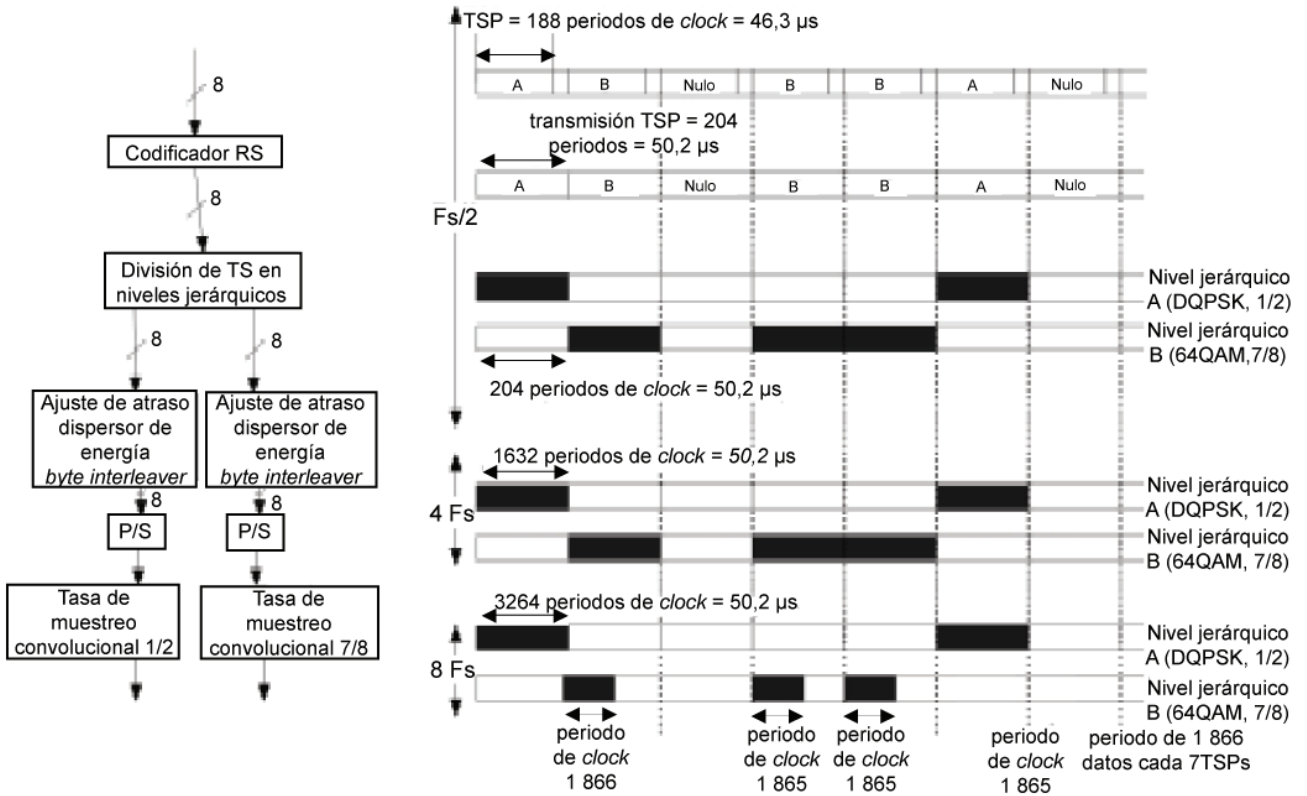 8
Codificador RS
8
División de TS en
niveles jerárquicos
8
8
Ajuste de atraso
dispersor de
energía
byte interleaver
Ajuste de atraso
dispersor de
energía
byte interleaver
8
8
P/S
P/S
Tasa de
muestreo
convolucional 1/2
Tasa de
muestreo
convolucional 7/8
TSP = 188 periodos de clock = 46,3 µs
A
B
Nulo
B
B
A
Nulo
transmisión TSP = 204
periodos = 50,2 µs
A
B
Nulo
B
B
A
Nulo
Fs/2
Nivel jerárquico
A (DQPSK, 1/2)
Nivel jerárquico
B (64QAM,7/8)
204 periodos de clock = 50,2 µs
1632 periodos de clock = 50,2 µs
4 Fs
Nivel jerárquico
A (DQPSK, 1/2)
Nivel jerárquico
B (64QAM, 7/8)
3264 periodos de clock = 50,2 µs
8 Fs
Nivel jerárquico
A (DQPSK, 1/2)
Nivel jerárquico
B (64QAM, 7/8)
periodo
de clock
1 866
periodo
de clock
1 865
periodo
de clock
1 865
periodo
de clock
1 865
periodo de 1 866
datos cada 7TSPs